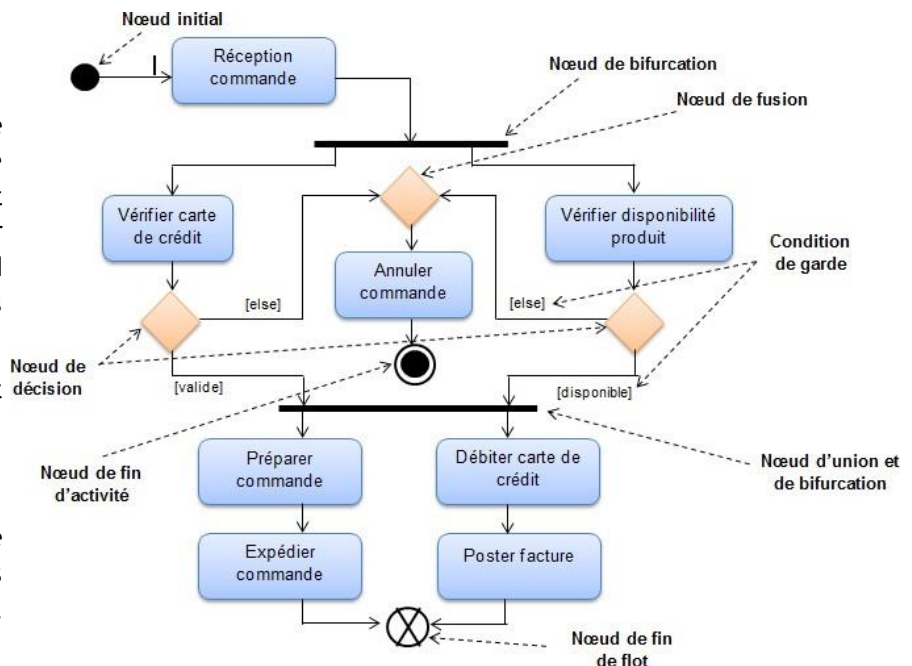 Nœud initial
Réception
commande
Nœud de bifurcation
Nœud de fusion
Vérifier carte
de crédit
Vérifier disponibilité
produit
Condition
de garde
Annuler
commande
[else]
[else]
Nœud de
décision
[valide]
[disponible]
Préparer
commande
Débiter carte de
crédit
Nœud d'union et
de bifurcation
Nœud de fin
d'activité
Expédier
commande
Poster facture
Nœud de fin
de flot